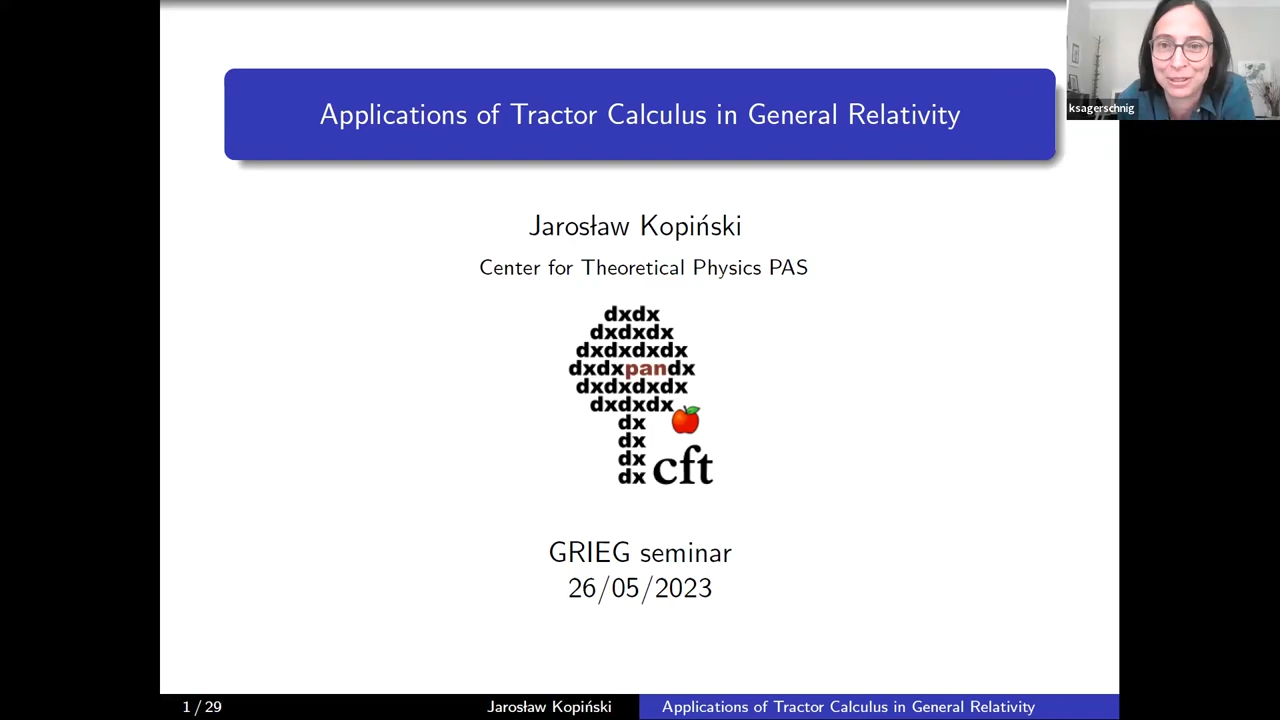 Applications of Tractor Calculus in General Relativity
ksagerschnig
Jarosław Kopiński
Center for Theoretical Physics PAS
dxdx
dxdxdx
dxdxdxdx
dxdxpandx
dxdxdxdx
dxdxdx
dx
dx
dx
dx cft
GRIEG seminar
26/05/2023
1 / 29
Jarosław Kopiński
Applications of Tractor Calculus in General Relativity